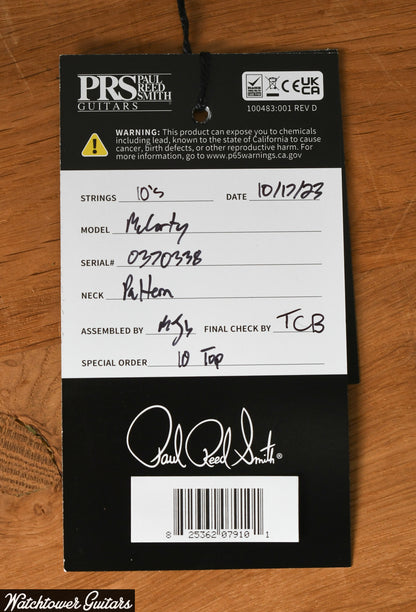 PRS PAUL REED SMITH
GUITARS
UK CA
100483:001 REV D
WARNING: This product can expose you to chemicals
including lead, known to the state of California to cause
cancer, birth defects, or other reproductive harm. For
more information, go to www.p65warnings.ca.gov
STRINGS 10's DATE 10/17/23
MODEL McCarty
SERIAL# 0370338
NECK Pattern
ASSEMBLED BY FINAL CHECK BY TCB
SPECIAL ORDER 10 Top
Paul Reed Smith®
8 25362 07910 1
Watchtower Guitars